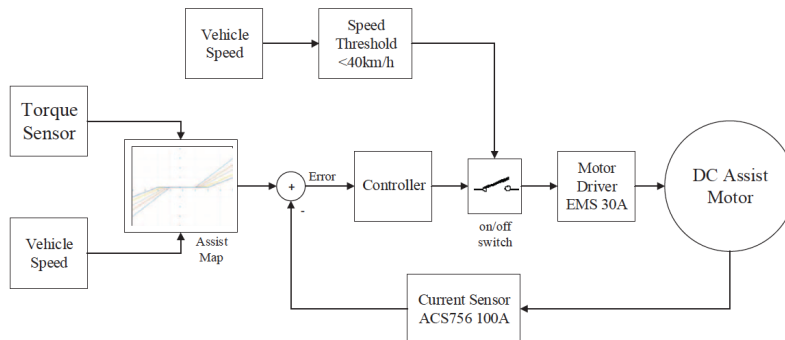 Vehicle
Speed
Speed
Threshold
<40km/h
Torque
Sensor
Vehicle
Speed
Assist
Map
+
-
Error
Controller
on/off
switch
Motor
Driver
EMS 30A
DC Assist
Motor
Current Sensor
ACS756 100A